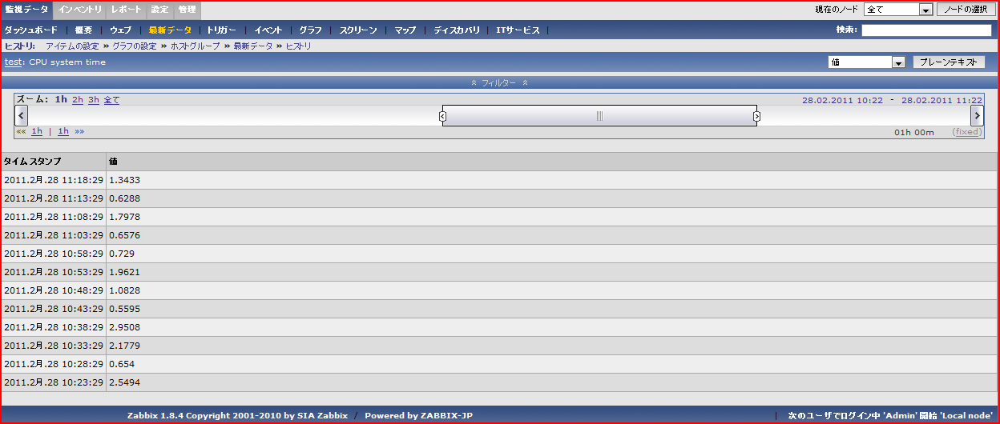 監視データ インベントリ レポート 設定 管理 現在のノード 全て ノードの選択
ダッシュボード | 概要 | ウェブ | 最新データ | トリガー | イベント | グラフ | スクリーン | マップ | ディスカバリ | ITサービス | 検索:
ヒストリ: アイテムの設定 » グラフの設定 » ホストグループ » 最新データ » ヒストリ
test: CPU system time 値 プレーンテキスト
フィルター
ズーム: 1h 2h 3h 全て 28.02.2011 10:22 - 28.02.2011 11:22
«« 1h | 1h »» 01h 00m (fixed)
タイムスタンプ 値
2011.2月.28 11:18:29 1.3433
2011.2月.28 11:13:29 0.6288
2011.2月.28 11:08:29 1.7978
2011.2月.28 11:03:29 0.6576
2011.2月.28 10:58:29 0.729
2011.2月.28 10:53:29 1.9621
2011.2月.28 10:48:29 1.0828
2011.2月.28 10:43:29 0.5595
2011.2月.28 10:38:29 2.9508
2011.2月.28 10:33:29 2.1779
2011.2月.28 10:28:29 0.654
2011.2月.28 10:23:29 2.5494
Zabbix 1.8.4 Copyright 2001-2010 by SIA Zabbix / Powered by ZABBIX-JP | 次のユーザでログイン中 'Admin' 開始 'Local node'